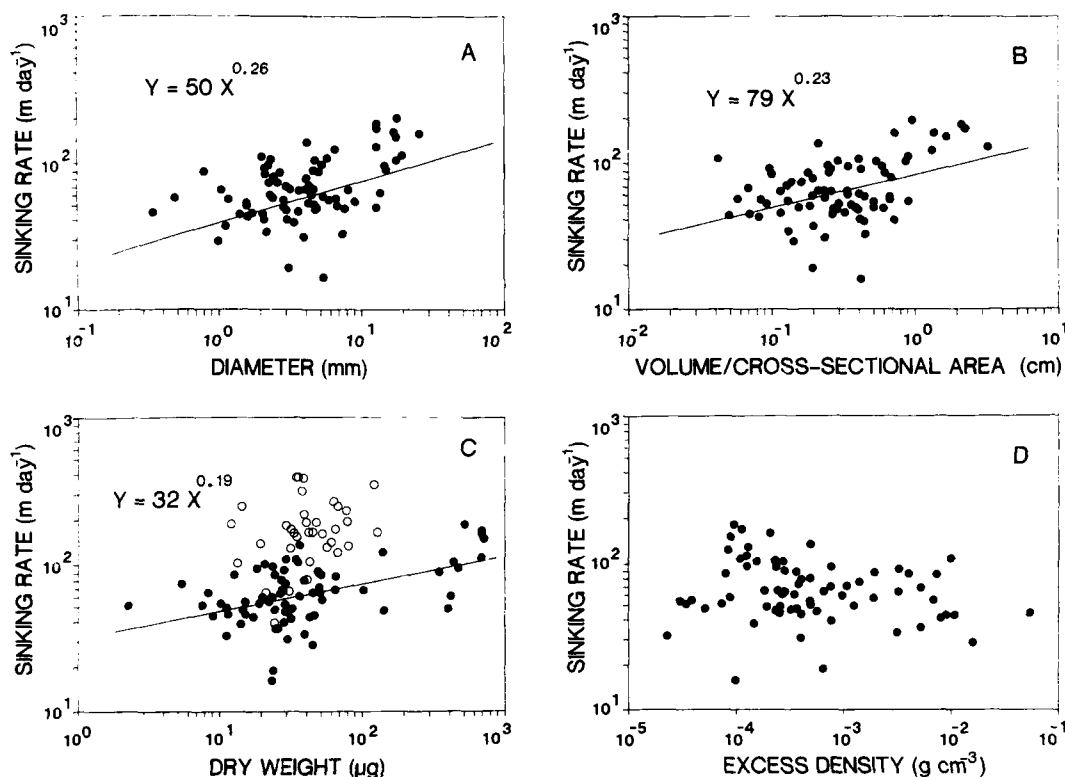 A
Y = 50 X^0.26
SINKING RATE (m day⁻¹)
10³
10²
10¹
10⁻¹ 10⁰ 10¹ 10²
DIAMETER (mm)
B
Y = 79 X^0.23
SINKING RATE (m day⁻¹)
10³
10²
10¹
10⁻² 10⁻¹ 10⁰ 10¹
VOLUME/CROSS-SECTIONAL AREA (cm)
C
Y = 32 X^0.19
SINKING RATE (m day⁻¹)
10³
10²
10¹
10⁰ 10¹ 10² 10³
DRY WEIGHT (µg)
D
SINKING RATE (m day⁻¹)
10³
10²
10¹
10⁻⁵ 10⁻⁴ 10⁻³ 10⁻² 10⁻¹
EXCESS DENSITY (g cm⁻³)